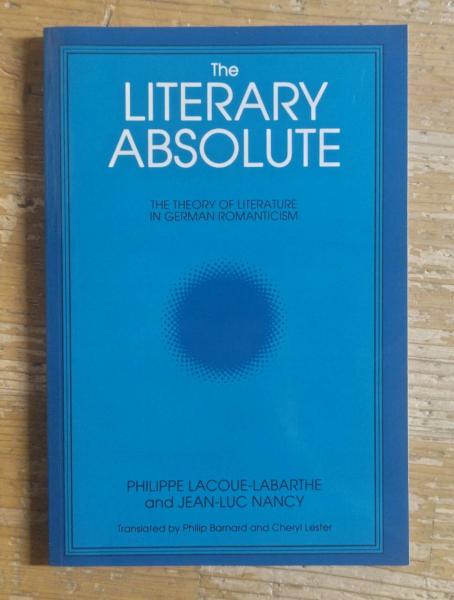 The
LITERARY
ABSOLUTE
THE THEORY OF LITERATURE
IN GERMAN ROMANTICISM
PHILIPPE LACOUE-LABARTHE
and JEAN-LUC NANCY
Translated by Philip Barnard and Cheryl Lester